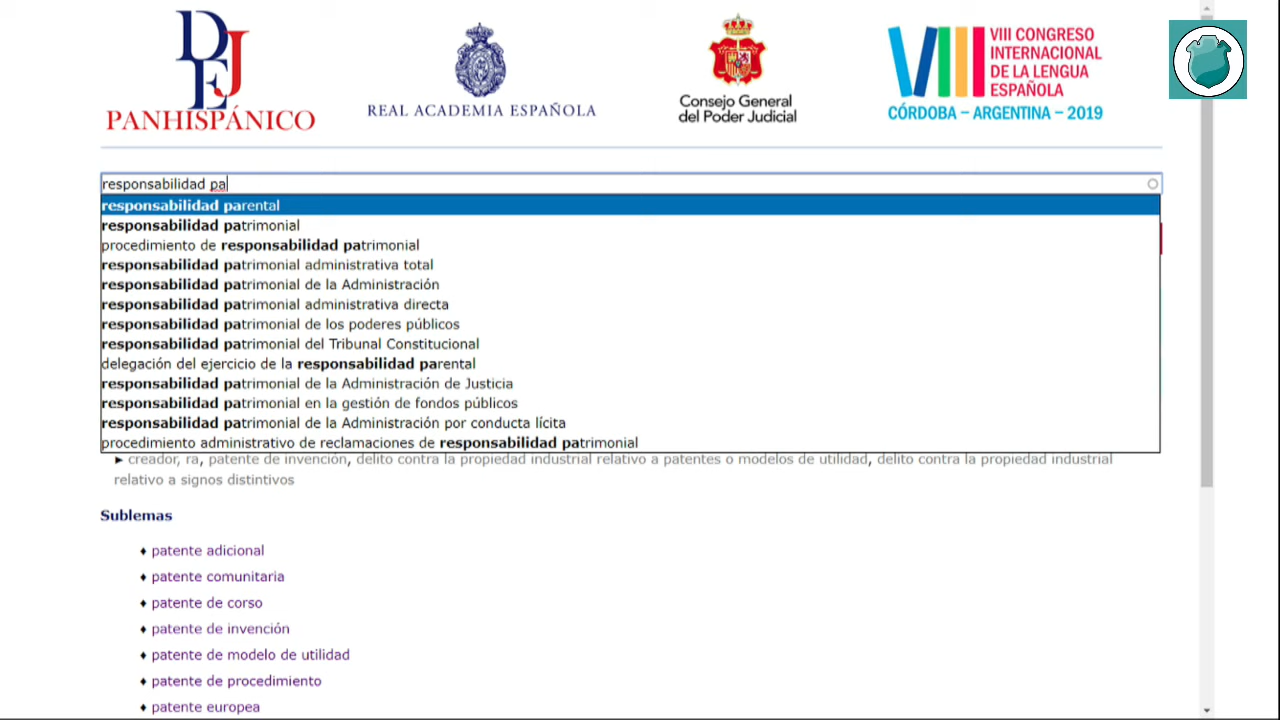 DEJ
PANHISPÁNICO
REAL ACADEMIA ESPAÑOLA
Consejo General
del Poder Judicial
VIII CONGRESO
INTERNACIONAL
DE LA LENGUA
ESPAÑOLA
CÓRDOBA – ARGENTINA – 2019
responsabilidad pa
responsabilidad parental
responsabilidad patrimonial
procedimiento de responsabilidad patrimonial
responsabilidad patrimonial administrativa total
responsabilidad patrimonial de la Administración
responsabilidad patrimonial administrativa directa
responsabilidad patrimonial de los poderes públicos
responsabilidad patrimonial del Tribunal Constitucional
delegación del ejercicio de la responsabilidad parental
responsabilidad patrimonial de la Administración de Justicia
responsabilidad patrimonial en la gestión de fondos públicos
responsabilidad patrimonial de la Administración por conducta lícita
procedimiento administrativo de reclamaciones de responsabilidad patrimonial
► creador, ra, patente de invención, delito contra la propiedad industrial relativo a patentes o modelos de utilidad, delito contra la propiedad industrial
relativo a signos distintivos
Sublemas
♦ patente adicional
♦ patente comunitaria
♦ patente de corso
♦ patente de invención
♦ patente de modelo de utilidad
♦ patente de procedimiento
♦ patente europea